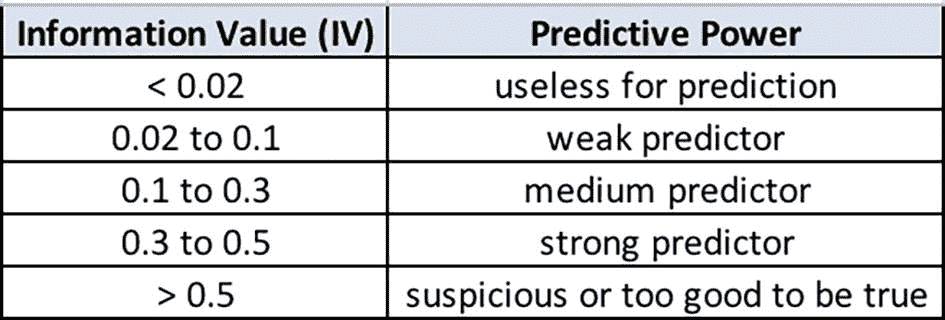 Information Value (IV) Predictive Power
< 0.02 useless for prediction
0.02 to 0.1 weak predictor
0.1 to 0.3 medium predictor
0.3 to 0.5 strong predictor
> 0.5 suspicious or too good to be true